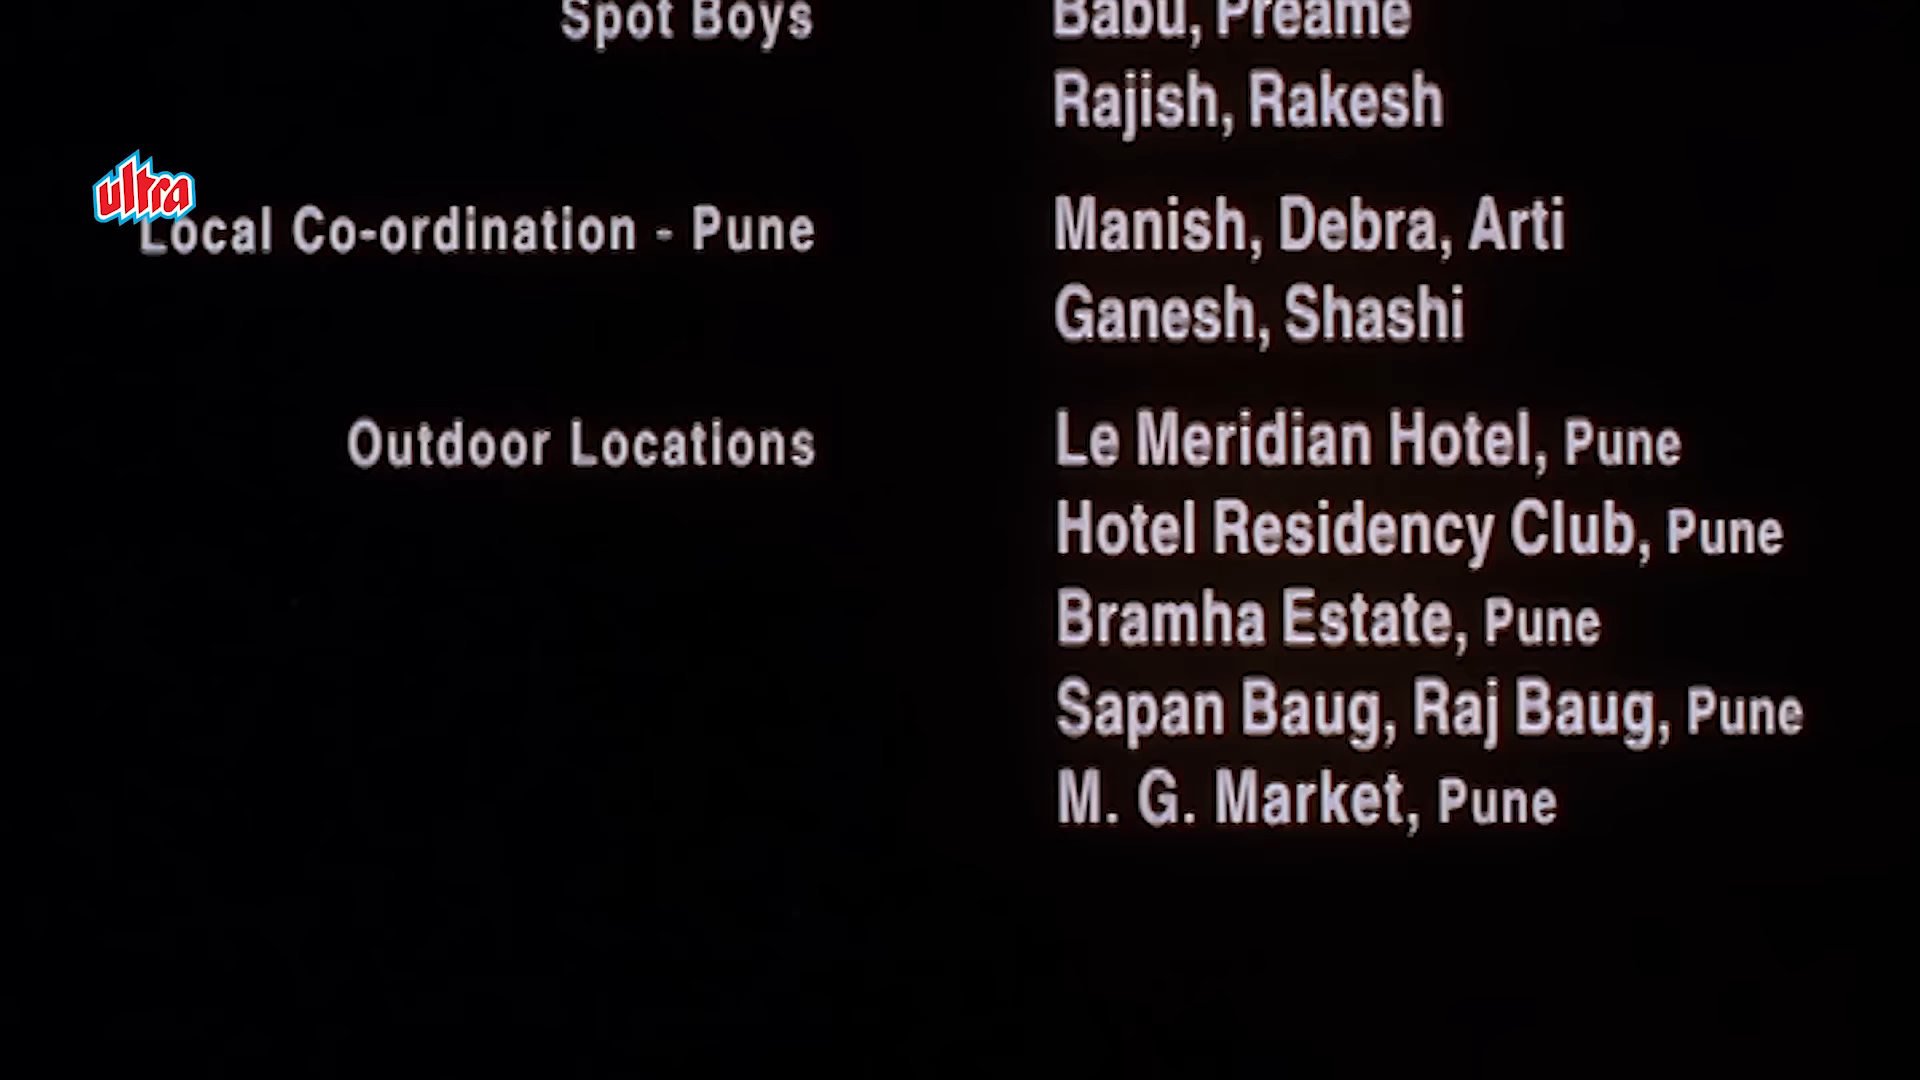 Spot Boys Babu, Preame
Rajish, Rakesh
ultra
Local Co-ordination - Pune Manish, Debra, Arti
Ganesh, Shashi
Outdoor Locations Le Meridian Hotel, Pune
Hotel Residency Club, Pune
Bramha Estate, Pune
Sapan Baug, Raj Baug, Pune
M. G. Market, Pune